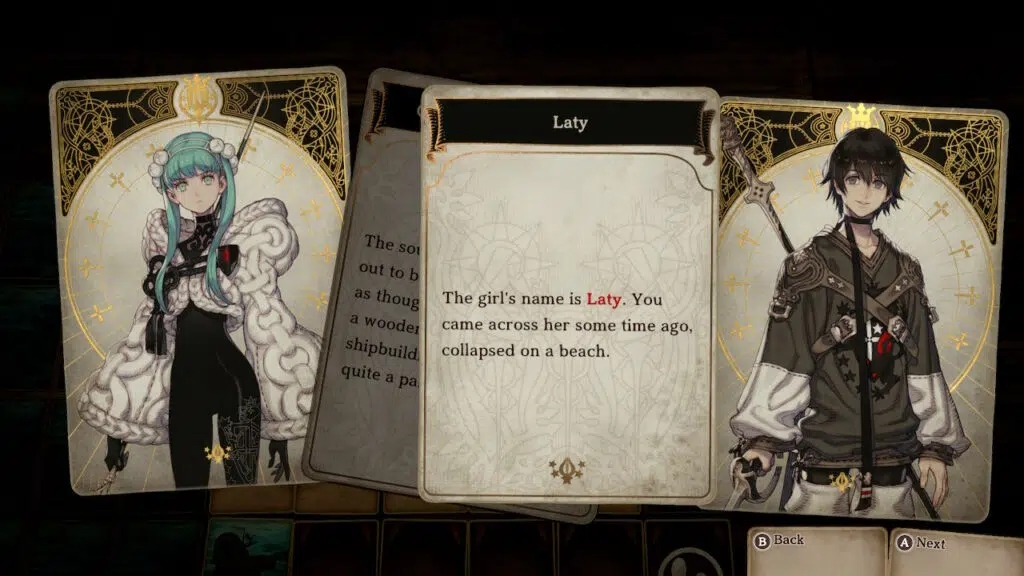 Laty
The sou
out to b
as thoug
a wooden
shipbuild
quite a pa
The girl's name is Laty. You
came across her some time ago,
collapsed on a beach.
B Back
A Next